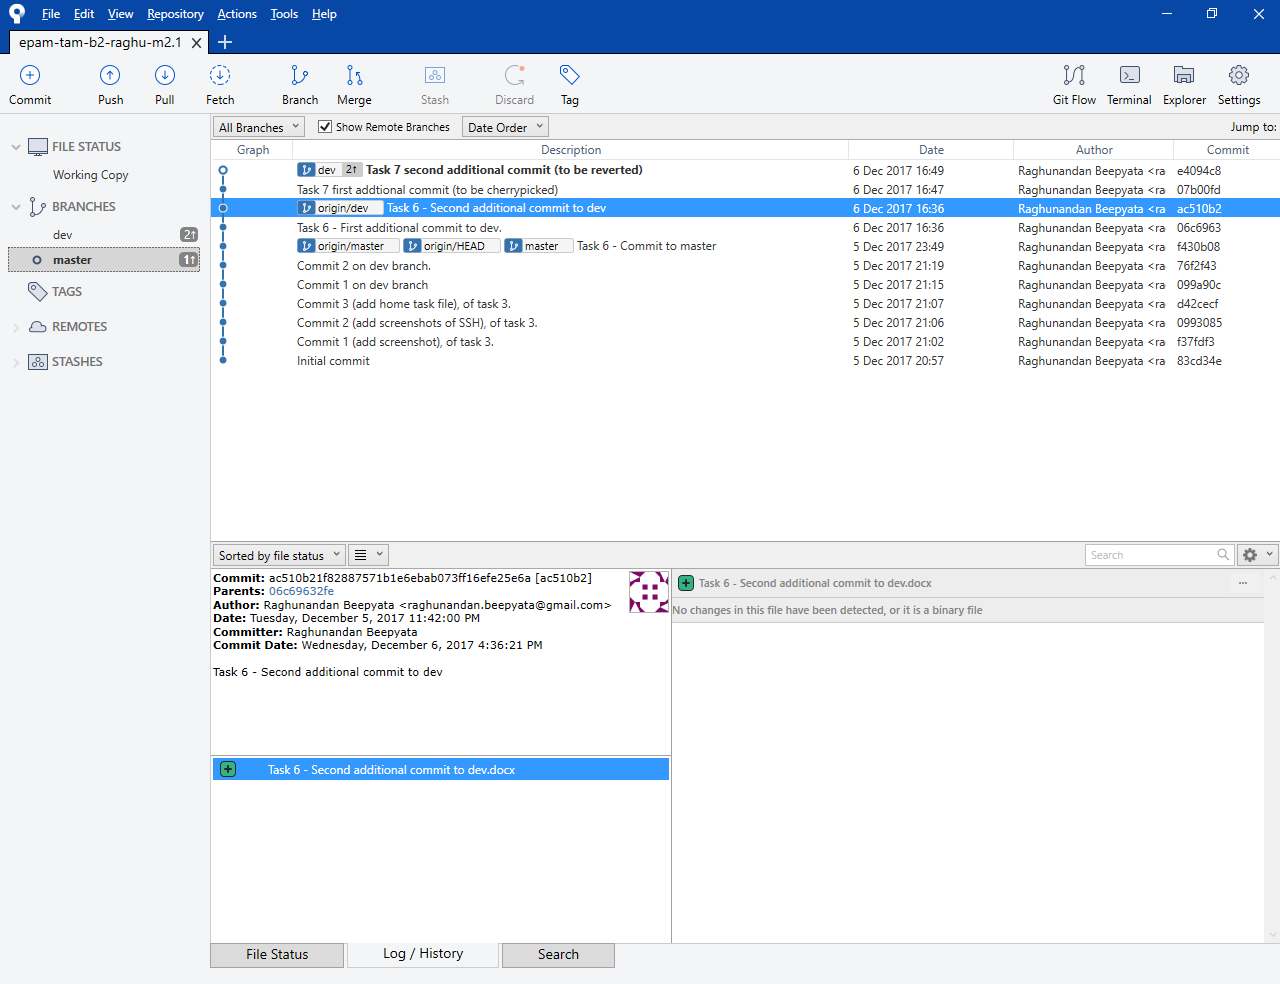 File Edit View Repository Actions Tools Help
epam-tam-b2-raghu-m2.1
Commit Push Pull Fetch Branch Merge Stash Discard Tag Git Flow Terminal Explorer Settings
All Branches Show Remote Branches Date Order Jump to:
FILE STATUS
Working Copy
BRANCHES
dev 2↑
master 1↑
TAGS
REMOTES
STASHES
Graph Description Date Author Commit
dev 2↑ Task 7 second additional commit (to be reverted) 6 Dec 2017 16:49 Raghunandan Beepyata <ra e4094c8
Task 7 first addtional commit (to be cherrypicked) 6 Dec 2017 16:47 Raghunandan Beepyata <ra 07b00fd
origin/dev Task 6 - Second additional commit to dev 6 Dec 2017 16:36 Raghunandan Beepyata <ra ac510b2
Task 6 - First additional commit to dev. 6 Dec 2017 16:36 Raghunandan Beepyata <ra 06c6963
origin/master origin/HEAD master Task 6 - Commit to master 5 Dec 2017 23:49 Raghunandan Beepyata <ra f430b08
Commit 2 on dev branch. 5 Dec 2017 21:19 Raghunandan Beepyata <ra 76f2f43
Commit 1 on dev branch 5 Dec 2017 21:15 Raghunandan Beepyata <ra 099a90c
Commit 3 (add home task file), of task 3. 5 Dec 2017 21:07 Raghunandan Beepyata <ra d42cecf
Commit 2 (add screenshots of SSH), of task 3. 5 Dec 2017 21:06 Raghunandan Beepyata <ra 0993085
Commit 1 (add screenshot), of task 3. 5 Dec 2017 21:02 Raghunandan Beepyata <ra f37fdf3
Initial commit 5 Dec 2017 20:57 Raghunandan Beepyata <ra 83cd34e
Sorted by file status Search
Commit: ac510b21f82887571b1e6ebab073ff16efe25e6a [ac510b2]
Parents: 06c69632fe
Author: Raghunandan Beepyata <raghunandan.beepyata@gmail.com>
Date: Tuesday, December 5, 2017 11:42:00 PM
Committer: Raghunandan Beepyata
Commit Date: Wednesday, December 6, 2017 4:36:21 PM
Task 6 - Second additional commit to dev
Task 6 - Second additional commit to dev.docx
Task 6 - Second additional commit to dev.docx ...
No changes in this file have been detected, or it is a binary file
File Status Log / History Search